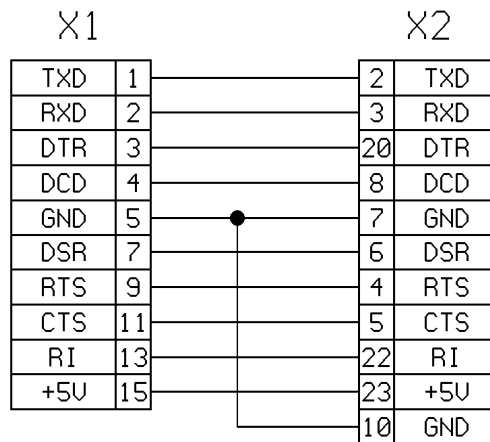 X1 X2
TXD 1 2 TXD
RXD 2 3 RXD
DTR 3 20 DTR
DCD 4 8 DCD
GND 5 7 GND
DSR 7 6 DSR
RTS 9 4 RTS
CTS 11 5 CTS
RI 13 22 RI
+5V 15 23 +5V
10 GND